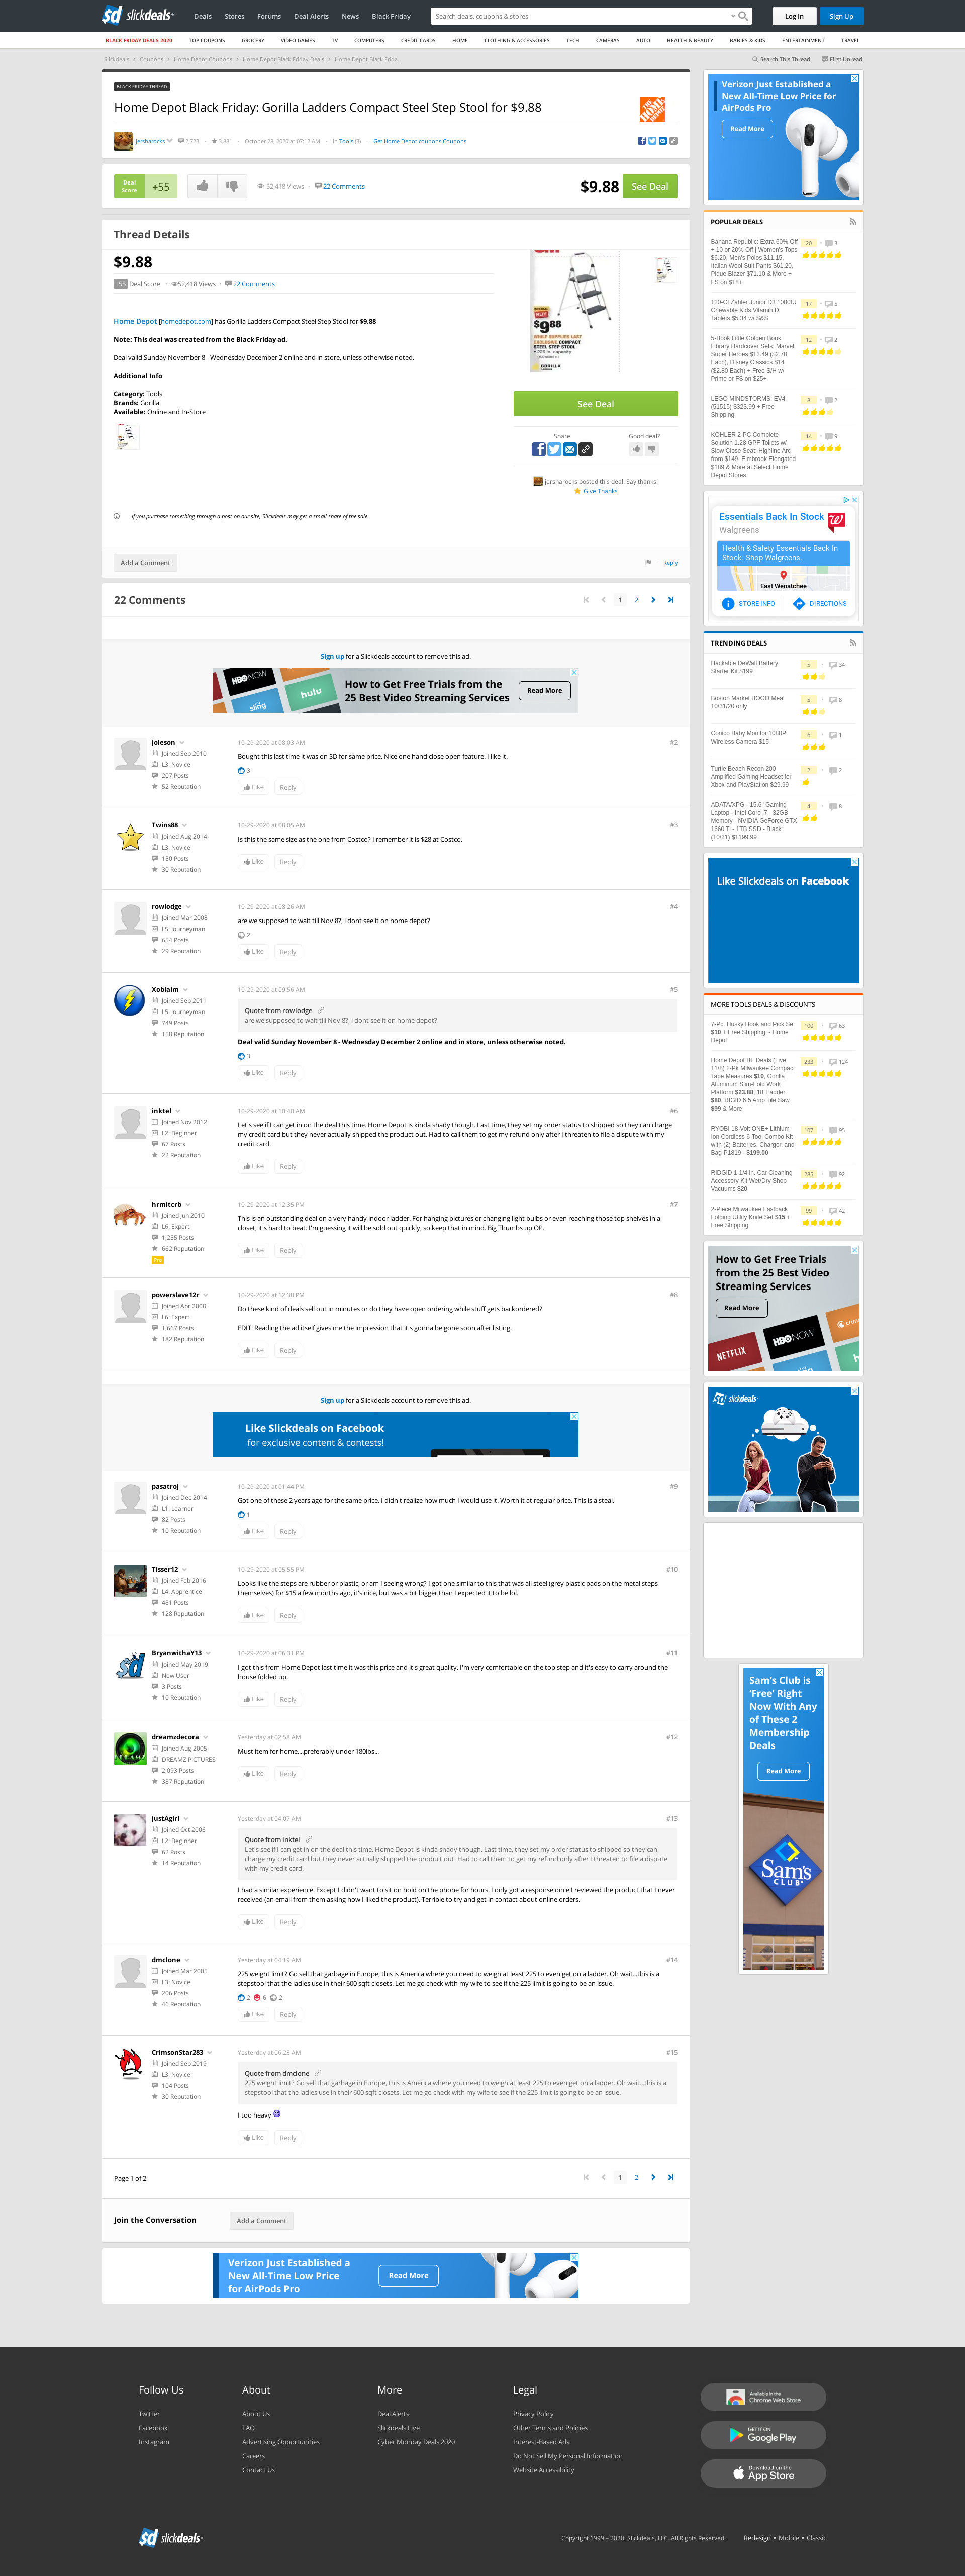 slickdeals
Deals Stores Forums Deal Alerts News Black Friday
Search deals, coupons & stores
Log In Sign Up
BLACK FRIDAY DEALS 2020 TOP COUPONS GROCERY VIDEO GAMES TV COMPUTERS CREDIT CARDS HOME CLOTHING & ACCESSORIES TECH CAMERAS AUTO HEALTH & BEAUTY BABIES & KIDS ENTERTAINMENT TRAVEL
Slickdeals Coupons Home Depot Coupons Home Depot Black Friday Deals Home Depot Black Frida...
Search This Thread First Unread
BLACK FRIDAY THREAD
Home Depot Black Friday: Gorilla Ladders Compact Steel Step Stool for $9.88
jersharocks 2,723 3,881 October 28, 2020 at 07:12 AM in Tools (3) Get Home Depot coupons Coupons
Deal Score +55
52,418 Views 22 Comments
$9.88 See Deal
Thread Details
$9.88
+55 Deal Score 52,418 Views 22 Comments
Home Depot [homedepot.com] has Gorilla Ladders Compact Steel Step Stool for $9.88
Note: This deal was created from the Black Friday ad.
Deal valid Sunday November 8 - Wednesday December 2 online and in store, unless otherwise noted.
Additional Info
Category: Tools
Brands: Gorilla
Available: Online and In-Store
$9.88
WHILE SUPPLIES LAST
EXCLUSIVE COMPACT
STEEL STEP STOOL
• 225 lb. capacity
GORILLA
See Deal
Share Good deal?
jersharocks posted this deal. Say thanks!
Give Thanks
If you purchase something through a post on our site, Slickdeals may get a small share of the sale.
Add a Comment
Reply
22 Comments
1 2
Sign up for a Slickdeals account to remove this ad.
HBO NOW
hulu
sling
How to Get Free Trials from the
25 Best Video Streaming Services
Read More
joleson
Joined Sep 2010
L3: Novice
207 Posts
52 Reputation
10-29-2020 at 08:03 AM
#2
Bought this last time it was on SD for same price. Nice one hand close open feature. I like it.
3
Like Reply
Twins88
Joined Aug 2014
L3: Novice
150 Posts
30 Reputation
10-29-2020 at 08:05 AM
#3
Is this the same size as the one from Costco? I remember it is $28 at Costco.
Like Reply
rowlodge
Joined Mar 2008
L5: Journeyman
654 Posts
29 Reputation
10-29-2020 at 08:26 AM
#4
are we supposed to wait till Nov 8?, i dont see it on home depot?
2
Like Reply
Xoblaim
Joined Sep 2011
L5: Journeyman
749 Posts
158 Reputation
10-29-2020 at 09:56 AM
#5
Quote from rowlodge
are we supposed to wait till Nov 8?, i dont see it on home depot?
Deal valid Sunday November 8 - Wednesday December 2 online and in store, unless otherwise noted.
3
Like Reply
inktel
Joined Nov 2012
L2: Beginner
67 Posts
22 Reputation
10-29-2020 at 10:40 AM
#6
Let's see if I can get in on the deal this time. Home Depot is kinda shady though. Last time, they set my order status to shipped so they can charge
my credit card but they never actually shipped the product out. Had to call them to get my refund only after I threaten to file a dispute with my
credit card.
Like Reply
hrmitcrb
Joined Jun 2010
L6: Expert
1,255 Posts
662 Reputation
Pro
10-29-2020 at 12:35 PM
#7
This is an outstanding deal on a very handy indoor ladder. For hanging pictures or changing light bulbs or even reaching those top shelves in a
closet, it's hard to beat. I'm guessing it will be sold out quickly, so keep that in mind. Big Thumbs up OP.
Like Reply
powerslave12r
Joined Apr 2008
L6: Expert
1,667 Posts
182 Reputation
10-29-2020 at 12:38 PM
#8
Do these kind of deals sell out in minutes or do they have open ordering while stuff gets backordered?
EDIT: Reading the ad itself gives me the impression that it's gonna be gone soon after listing.
Like Reply
Sign up for a Slickdeals account to remove this ad.
Like Slickdeals on Facebook
for exclusive content & contests!
pasatroj
Joined Dec 2014
L1: Learner
82 Posts
10 Reputation
10-29-2020 at 01:44 PM
#9
Got one of these 2 years ago for the same price. I didn't realize how much I would use it. Worth it at regular price. This is a steal.
1
Like Reply
Tisser12
Joined Feb 2016
L4: Apprentice
481 Posts
128 Reputation
10-29-2020 at 05:55 PM
#10
Looks like the steps are rubber or plastic, or am I seeing wrong? I got one similar to this that was all steel (grey plastic pads on the metal steps
themselves) for $15 a few months ago, it's nice, but was a bit bigger than I expected it to be lol.
Like Reply
BryanwithaY13
Joined May 2019
New User
3 Posts
10 Reputation
10-29-2020 at 06:31 PM
#11
I got this from Home Depot last time it was this price and it's great quality. I'm very comfortable on the top step and it's easy to carry around the
house folded up.
Like Reply
dreamzdecora
Joined Aug 2005
DREAMZ PICTURES
2,093 Posts
387 Reputation
Yesterday at 02:58 AM
#12
Must item for home....preferably under 180lbs...
Like Reply
justAgirl
Joined Oct 2006
L2: Beginner
62 Posts
14 Reputation
Yesterday at 04:07 AM
#13
Quote from inktel
Let's see if I can get in on the deal this time. Home Depot is kinda shady though. Last time, they set my order status to shipped so they can
charge my credit card but they never actually shipped the product out. Had to call them to get my refund only after I threaten to file a dispute
with my credit card.
I had a similar experience. Except I didn't want to sit on hold on the phone for hours. I only got a response once I reviewed the product that I never
received (an email from them asking how I liked the product). Terrible to try and get in contact about online orders.
Like Reply
dmclone
Joined Mar 2005
L3: Novice
206 Posts
46 Reputation
Yesterday at 04:19 AM
#14
225 weight limit? Go sell that garbage in Europe, this is America where you need to weigh at least 225 to even get on a ladder. Oh wait...this is a
stepstool that the ladies use in their 600 sqft closets. Let me go check with my wife to see if the 225 limit is going to be an issue.
2 6 2
Like Reply
CrimsonStar283
Joined Sep 2019
L3: Novice
104 Posts
30 Reputation
Yesterday at 06:23 AM
#15
Quote from dmclone
225 weight limit? Go sell that garbage in Europe, this is America where you need to weigh at least 225 to even get on a ladder. Oh wait...this is a
stepstool that the ladies use in their 600 sqft closets. Let me go check with my wife to see if the 225 limit is going to be an issue.
I too heavy
Like Reply
Page 1 of 2
1 2
Join the Conversation Add a Comment
Verizon Just Established a
New All-Time Low Price
for AirPods Pro
Read More
Verizon Just Established a
New All-Time Low Price for
AirPods Pro
Read More
POPULAR DEALS
Banana Republic: Extra 60% Off
+ 10 or 20% Off | Women's Tops
$6.20, Men's Polos $11.15,
Italian Wool Suit Pants $61.20,
Pique Blazer $71.10 & More +
FS on $18+
20 3
120-Ct Zahler Junior D3 1000IU
Chewable Kids Vitamin D
Tablets $5.34 w/ S&S
17 5
5-Book Little Golden Book
Library Hardcover Sets: Marvel
Super Heroes $13.49 ($2.70
Each), Disney Classics $14
($2.80 Each) + Free S/H w/
Prime or FS on $25+
12 2
LEGO MINDSTORMS: EV4
(51515) $323.99 + Free
Shipping
8 2
KOHLER 2-PC Complete
Solution 1.28 GPF Toilets w/
Slow Close Seat: Highline Arc
from $149, Elmbrook Elongated
$189 & More at Select Home
Depot Stores
14 9
Essentials Back In Stock
Walgreens
Health & Safety Essentials Back In
Stock. Shop Walgreens.
East Wenatchee
STORE INFO DIRECTIONS
TRENDING DEALS
Hackable DeWalt Battery
Starter Kit $199
5 34
Boston Market BOGO Meal
10/31/20 only
5 8
Conico Baby Monitor 1080P
Wireless Camera $15
6 1
Turtle Beach Recon 200
Amplified Gaming Headset for
Xbox and PlayStation $29.99
2 2
ADATA/XPG - 15.6" Gaming
Laptop - Intel Core i7 - 32GB
Memory - NVIDIA GeForce GTX
1660 Ti - 1TB SSD - Black
(10/31) $1199.99
4 8
Like Slickdeals on Facebook
MORE TOOLS DEALS & DISCOUNTS
7-Pc. Husky Hook and Pick Set
$10 + Free Shipping ~ Home
Depot
100 63
Home Depot BF Deals (Live
11/8) 2-Pk Milwaukee Compact
Tape Measures $10, Gorilla
Aluminum Slim-Fold Work
Platform $23.88, 18' Ladder
$80, RIGID 6.5 Amp Tile Saw
$99 & More
233 124
RYOBI 18-Volt ONE+ Lithium-
Ion Cordless 6-Tool Combo Kit
with (2) Batteries, Charger, and
Bag-P1819 - $199.00
107 95
RIDGID 1-1/4 in. Car Cleaning
Accessory Kit Wet/Dry Shop
Vacuums $20
285 92
2-Piece Milwaukee Fastback
Folding Utility Knife Set $15 +
Free Shipping
99 42
How to Get Free Trials
from the 25 Best Video
Streaming Services
Read More
NETFLIX
HBO NOW
slickdeals
Sam's Club is
'Free' Right
Now With Any
of These 2
Membership
Deals
Read More
Sam's
CLUB
Follow Us
Twitter
Facebook
Instagram
About
About Us
FAQ
Advertising Opportunities
Careers
Contact Us
More
Deal Alerts
Slickdeals Live
Cyber Monday Deals 2020
Legal
Privacy Policy
Other Terms and Policies
Interest-Based Ads
Do Not Sell My Personal Information
Website Accessibility
Available in the
Chrome Web Store
GET IT ON
Google Play
Download on the
App Store
slickdeals
Copyright 1999 – 2020. Slickdeals, LLC. All Rights Reserved. Redesign • Mobile • Classic